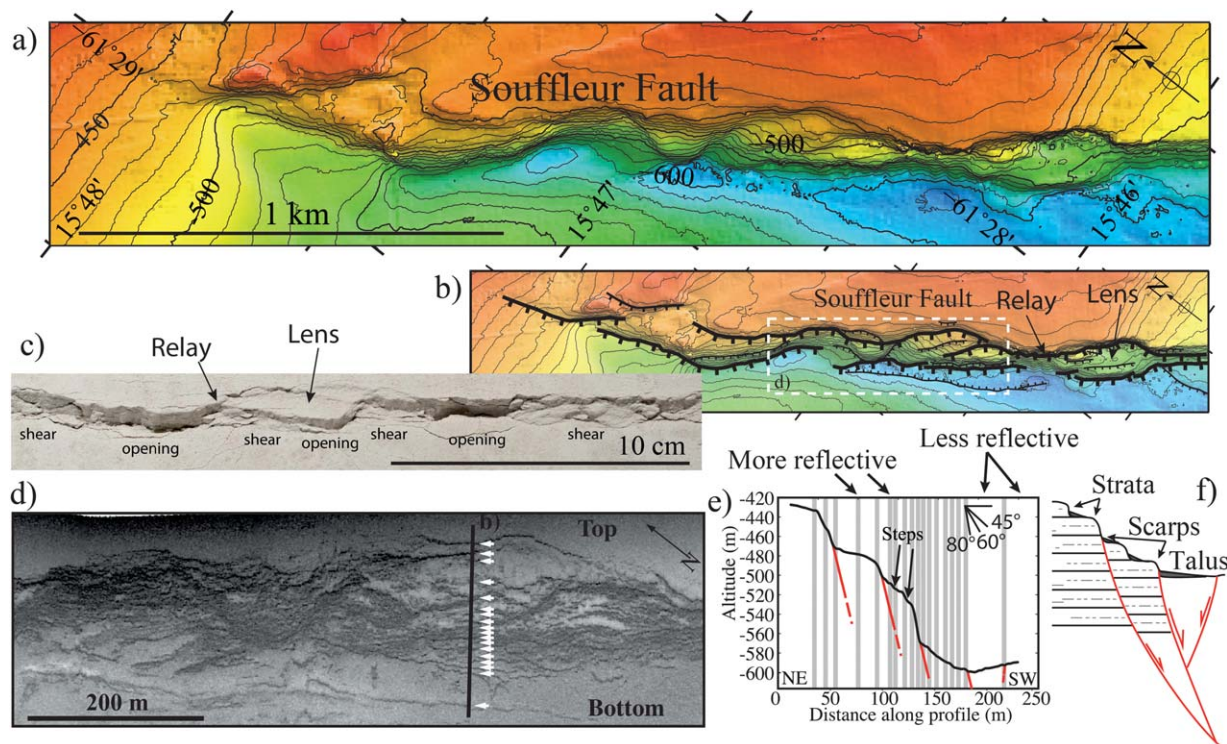 a)
-61°29'
Souffleur Fault
N
450
500
500
600
15°48'
1 km
15°47'
-61°28'
15°46'
b)
Souffleur Fault
Relay
Lens
N
d)
c)
Relay
Lens
shear
opening
shear
opening
shear
opening
shear
10 cm
Less reflective
More reflective
d)
b)
Top
N
200 m
Bottom
e)
-420
-440
-460
-480
-500
-520
-540
-560
-580
-600
Altitude (m)
Steps
45°
60°
80°
NE
SW
0 50 100 150 200 250
Distance along profile (m)
f)
Strata
Scarps
Talus